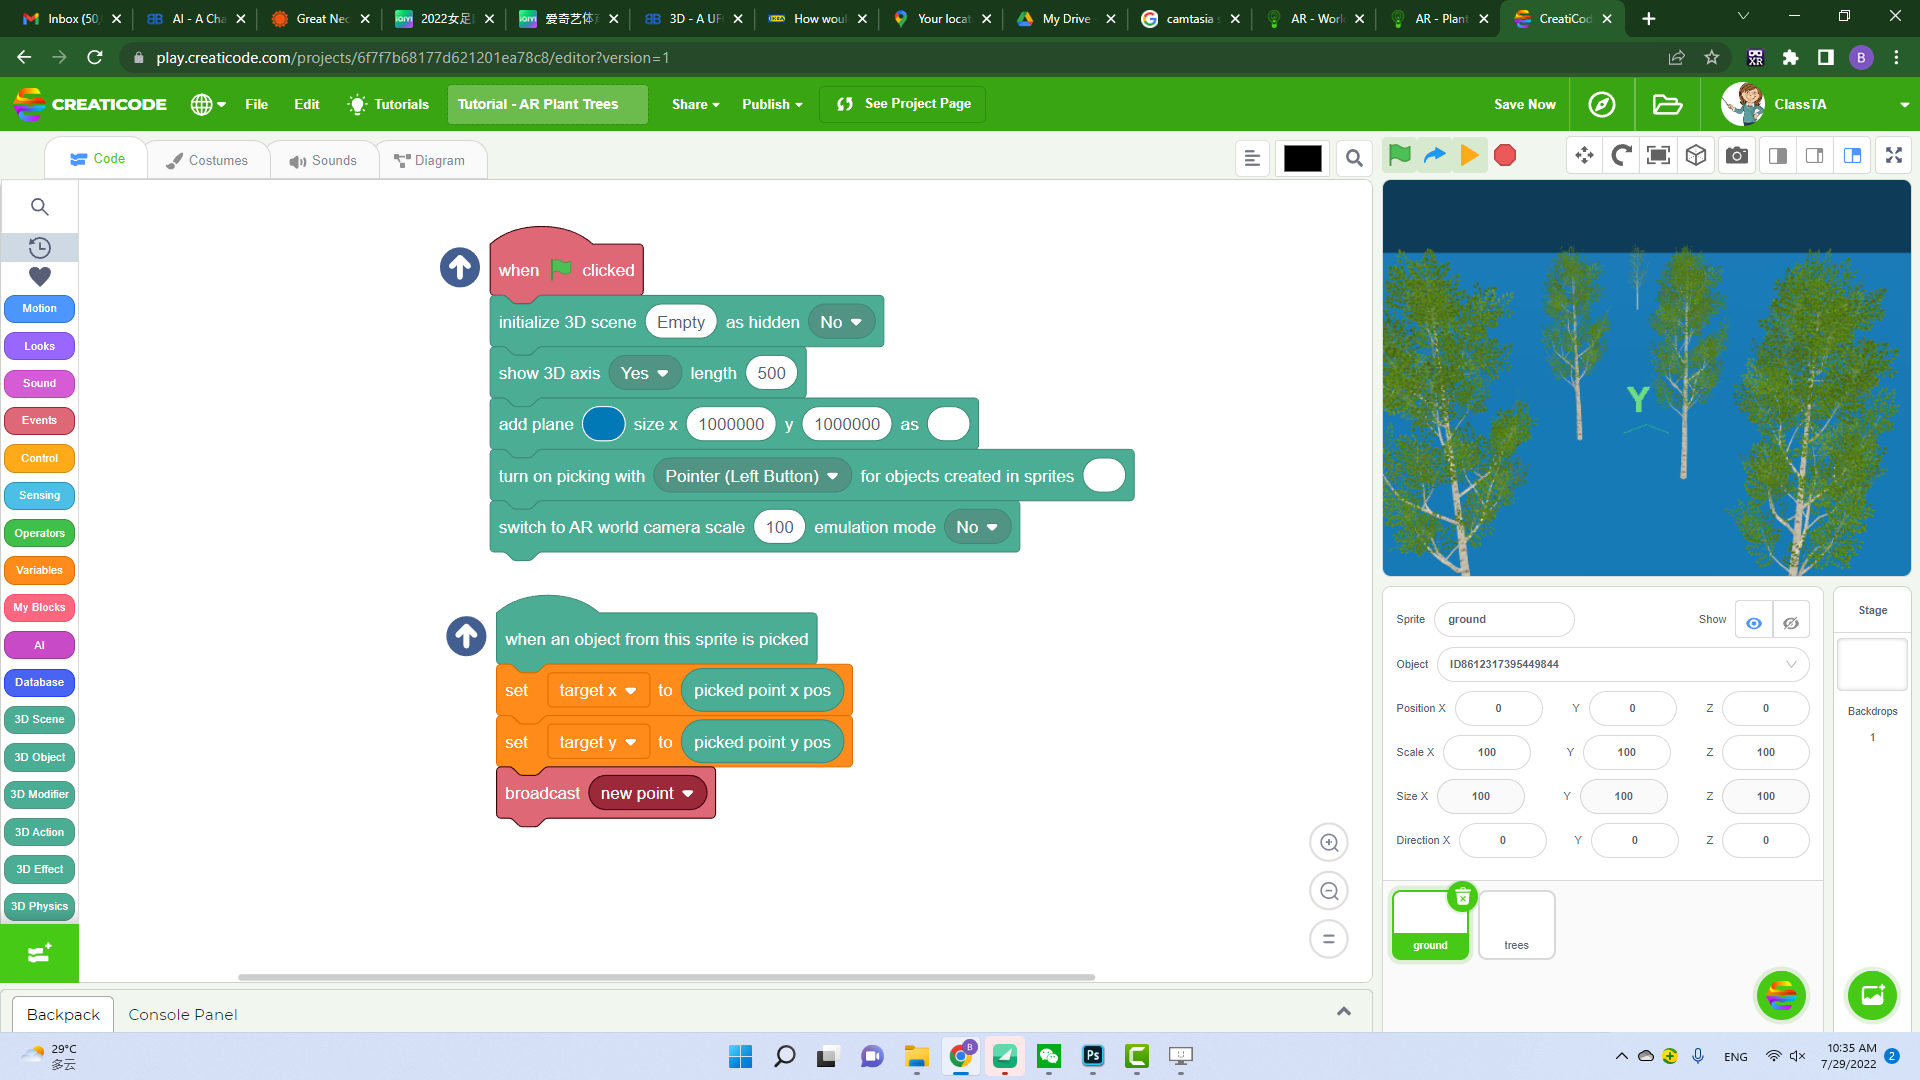 Inbox (50,
AI - A Cha
Great Nec
2022女足
爱奇艺体
3D - A UF
How woul
Your locat
My Drive -
camtasia s
AR - Worl
AR - Plant
CreatiCod
play.creaticode.com/projects/6f7f7b68177d621201ea78c8/editor?version=1
B
CREATICODE
File
Edit
Tutorials
Tutorial - AR Plant Trees
Share
Publish
See Project Page
Save Now
ClassTA
Code
Costumes
Sounds
Diagram
Motion
Looks
Sound
Events
Control
Sensing
Operators
Variables
My Blocks
AI
Database
3D Scene
3D Object
3D Modifier
3D Action
3D Effect
3D Physics
when clicked
initialize 3D scene Empty as hidden No
show 3D axis Yes length 500
add plane size x 1000000 y 1000000 as
turn on picking with Pointer (Left Button) for objects created in sprites
switch to AR world camera scale 100 emulation mode No
when an object from this sprite is picked
set target x to picked point x pos
set target y to picked point y pos
broadcast new point
Y
Sprite ground Show
Object ID8612317395449844
Position X 0 Y 0 Z 0
Scale X 100 Y 100 Z 100
Size X 100 Y 100 Z 100
Direction X 0 Y 0 Z 0
ground
trees
Stage
Backdrops
1
Backpack
Console Panel
29°C
多云
B
Ps
ENG
10:35 AM
7/29/2022
2